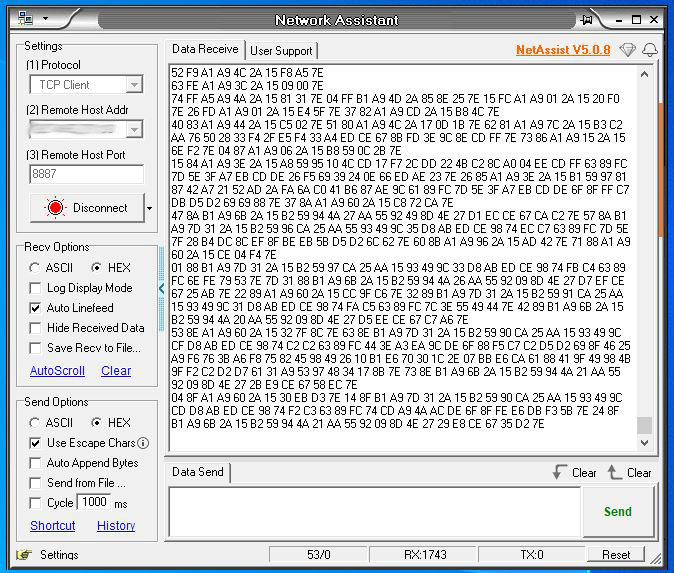 Network Assistant
Settings
(1) Protocol
TCP Client
(2) Remote Host Addr
(3) Remote Host Port
8887
Disconnect
Recv Options
ASCII
HEX
Log Display Mode
Auto Linefeed
Hide Received Data
Save Recv to File...
AutoScroll
Clear
Send Options
ASCII
HEX
Use Escape Chars
Auto Append Bytes
Send from File ...
Cycle 1000 ms
Shortcut
History
Data Receive
User Support
NetAssist V5.0.8
52 F9 A1 A9 4C 2A 15 F8 A5 7E
63 FE A1 A9 3C 2A 15 09 00 7E
74 FF A5 A9 4A 2A 15 81 31 7E 04 FF B1 A9 4D 2A 85 8E 25 7E 15 FC A1 A9 01 2A 15 20 F0
7E 26 FD A1 A9 01 2A 15 E4 5F 7E 37 82 A1 A9 CD 2A 15 B8 4C 7E
40 83 A1 A9 44 2A 15 C5 02 7E 51 80 A1 A9 4C 2A 17 0D 1B 7E 62 81 A1 A9 7C 2A 15 B3 C2
AA 76 50 28 33 F4 2F E5 F4 33 A4 ED CE 67 9B FD 3E 9C 8E CD FF 7E 73 86 A1 A9 15 2A 15
6E F2 7E 04 87 A1 A9 06 2A 15 B8 59 0C 2B 7E
15 84 A1 A9 3E 2A 15 A8 59 95 10 4C CD 17 F7 2C DD 22 4B C2 8C A0 04 EE CD FF 63 89 FC
7D 5E 3F A7 EB CD DE 26 F5 69 39 24 0E 66 ED AE 23 7E 26 85 A1 A9 3E 2A 15 B1 59 97 81
87 42 A7 21 52 AD 2A FA 6A C0 41 B6 87 AE 9C 61 89 FC 7D 5E 3F A7 EB CD DE 6F 8F FF C7
DB D5 D2 69 69 88 7E 37 8A A1 A9 60 2A 15 C8 72 CA 7E
47 8A B1 A9 6B 2A 15 B2 59 94 4A 27 AA 55 92 49 8D 4E 27 D1 EC CE 67 CA C2 7E 57 8A B1
A9 7D 31 2A 15 B2 59 96 CA 25 AA 55 93 49 9C 35 D8 AB ED CE 98 74 EC C7 63 89 FC 7D 5E
7F 28 B4 DC 8C EF 8F BE EB 5B D5 D2 6C 62 7E 60 8B A1 A9 96 2A 15 AD 42 7E 71 88 A1 A9
60 2A 15 CE 04 F4 7E
01 88 B1 A9 7D 31 2A 15 B2 59 97 CA 25 AA 15 93 49 9C 33 D8 AB ED CE 98 74 FB C4 63 89
FC 6E FE 79 53 7E 7D 31 88 B1 A9 6B 2A 15 B2 59 94 4A 26 AA 55 92 09 8D 4E 27 D7 EF CE
67 25 AB 7E 22 89 A1 A9 60 2A 15 CC 9F C6 7E 32 89 B1 A9 7D 31 2A 15 B2 59 91 CA 25 AA
15 93 49 9C 31 D8 AB ED CE 98 74 FA C5 63 89 FC 7C 3E 55 49 44 7E 42 89 B1 A9 6B 2A 15
B2 59 94 4A 20 AA 55 92 09 8D 4E 27 D5 EE CE 67 C7 A6 7E
53 8E A1 A9 60 2A 15 32 7F 8C 7E 63 8E B1 A9 7D 31 2A 15 B2 59 90 CA 25 AA 15 93 49 9C
CF D8 AB ED CE 98 74 C2 C2 63 89 FC 44 3E A3 EA 9C DE 6F 88 F5 C7 C2 D5 D2 69 8F 46 25
A9 F6 76 3B A6 F8 75 82 45 98 49 26 10 B1 E6 70 30 1C 2E 07 BB E6 CA 61 88 41 9F 49 98 4B
9F F2 C2 D2 D7 61 31 A9 53 97 48 34 17 8B 7E 73 8E B1 A9 6B 2A 15 B2 59 94 4A 21 AA 55
92 09 8D 4E 27 2B E9 CE 67 58 EC 7E
04 8F A1 A9 60 2A 15 30 EB D3 7E 14 8F B1 A9 7D 31 2A 15 B2 59 90 CA 25 AA 15 93 49 9C
CD D8 AB ED CE 98 74 F2 C3 63 89 FC 74 CD A9 4A AC DE 6F 8F FE E6 DB F3 5B 7E 24 8F
B1 A9 6B 2A 15 B2 59 94 4A 21 AA 55 92 09 8D 4E 27 29 E8 CE 67 35 D2 7E
Data Send
Clear
Clear
Send
Settings
53/0
RX:1743
TX:0
Reset